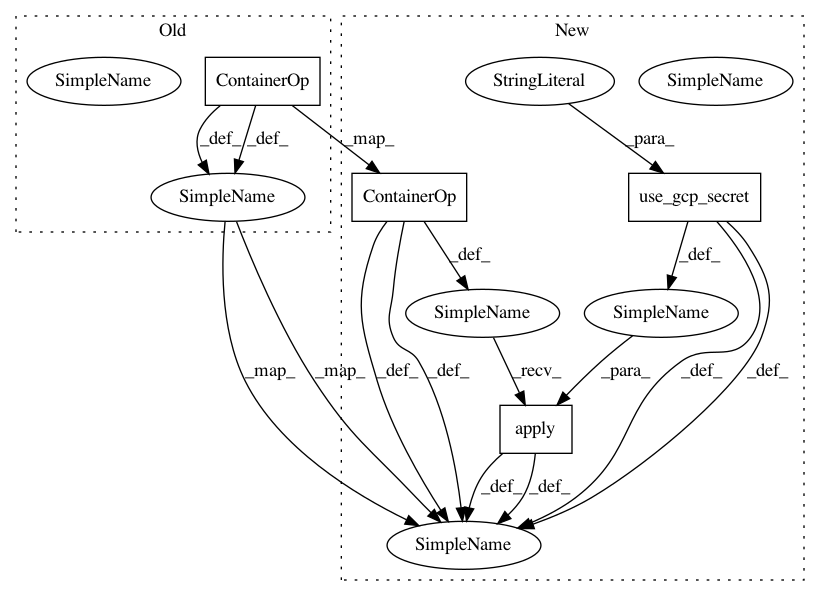 Old
New
SimpleName
ContainerOp
StringLiteral
SimpleName
_def_
_def_
_map_
_para_
SimpleName
ContainerOp
use_gcp_secret
_def_
_def_
SimpleName
SimpleName
_map_
_map_
_def_
_def_
_recv_
_para_
_def_
_def_
apply
_def_
_def_
SimpleName